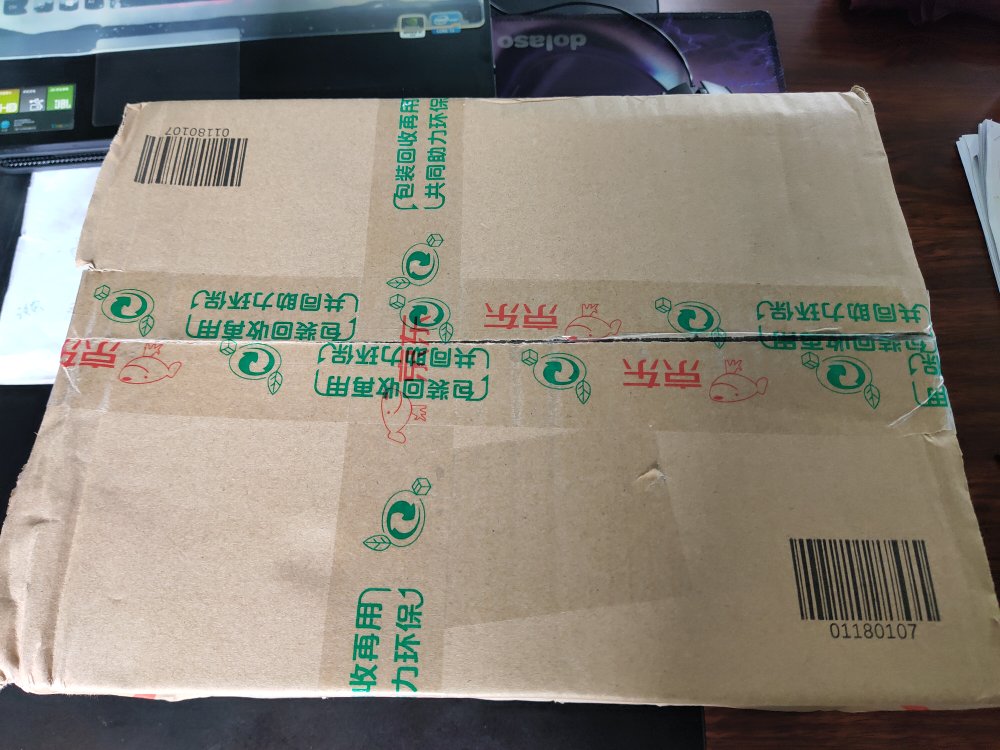 dolaso
01180107
包装回收再用
共同助力环保
共同助力环保
包装回收再用
京东
共同助力环保
包装回收再用
京东
共同助力环保
包装回收再用
京东
京东
收再用
力环保
01180107